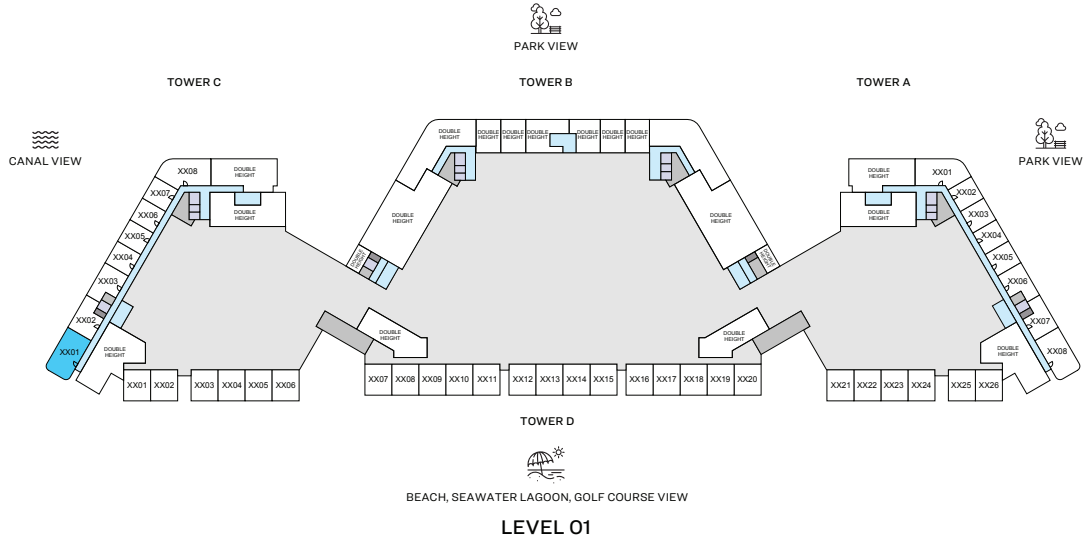 PARK VIEW
TOWER C
TOWER B
TOWER A
CANAL VIEW
PARK VIEW
DOUBLE
HEIGHT
DOUBLE
HEIGHT
DOUBLE
HEIGHT
DOUBLE
HEIGHT
DOUBLE
HEIGHT
DOUBLE
HEIGHT
DOUBLE
HEIGHT
DOUBLE
HEIGHT
DOUBLE
HEIGHT
DOUBLE
HEIGHT
DOUBLE
HEIGHT
XX08
DOUBLE
HEIGHT
DOUBLE
HEIGHT
XX07
XX06
XX05
XX04
XX03
XX02
XX01
DOUBLE
HEIGHT
DOUBLE
HEIGHT
XX01
DOUBLE
HEIGHT
XX02
XX03
XX04
XX05
XX06
XX07
XX08
DOUBLE
HEIGHT
DOUBLE
HEIGHT
DOUBLE
HEIGHT
XX01 XX02 XX03 XX04 XX05 XX06
XX07 XX08 XX09 XX10 XX11 XX12 XX13 XX14 XX15 XX16 XX17 XX18 XX19 XX20
XX21 XX22 XX23 XX24 XX25 XX26
TOWER D
BEACH, SEAWATER LAGOON, GOLF COURSE VIEW
LEVEL 01